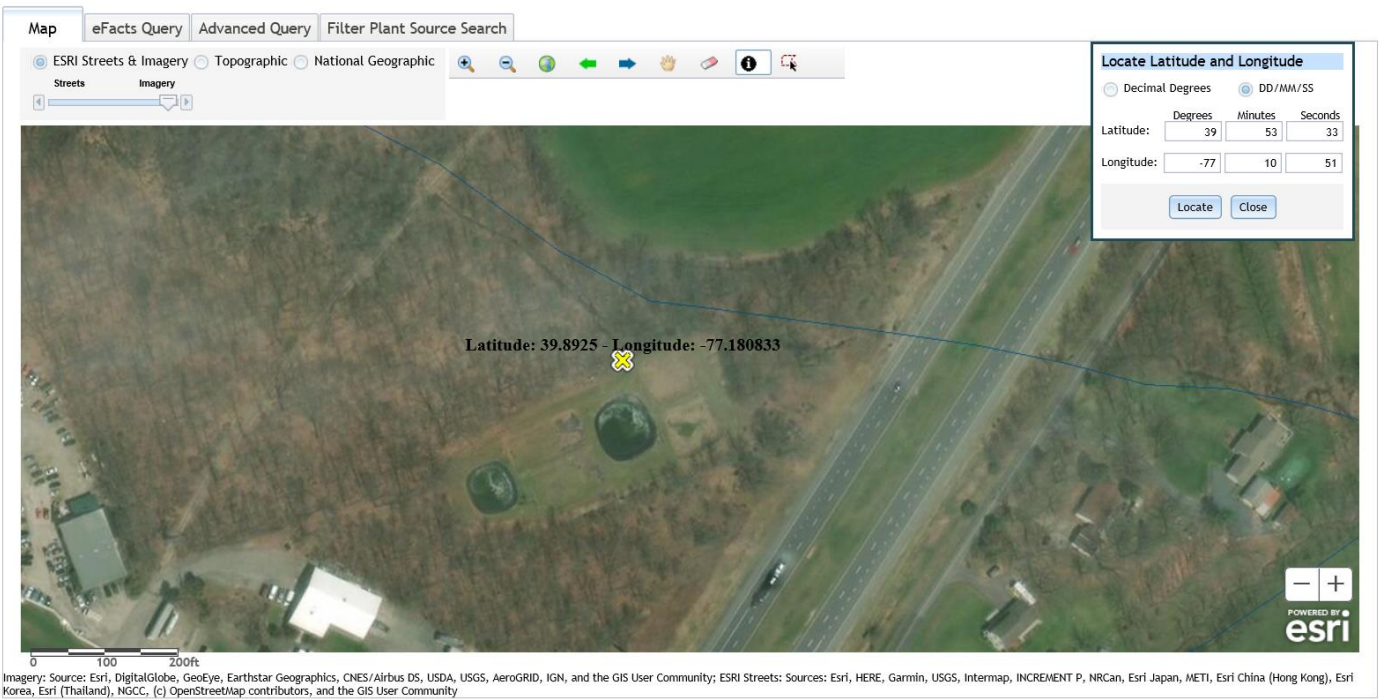 Map
eFacts Query
Advanced Query
Filter Plant Source Search
ESRI Streets & Imagery
Topographic
National Geographic
Streets
Imagery
Locate Latitude and Longitude
Decimal Degrees
DD/MM/SS
Degrees Minutes Seconds
Latitude: 39 53 33
Longitude: -77 10 51
Locate
Close
Latitude: 39.8925 - Longitude: -77.180833
POWERED BY
esri
0 100 200ft
Imagery: Source: Esri, DigitalGlobe, GeoEye, Earthstar Geographics, CNES/Airbus DS, USDA, USGS, AeroGRID, IGN, and the GIS User Community; ESRI Streets: Sources: Esri, HERE, Garmin, USGS, Intermap, INCREMENT P, NRCan, Esri Japan, METI, Esri China (Hong Kong), Esri
Korea, Esri (Thailand), NGCC, (c) OpenStreetMap contributors, and the GIS User Community